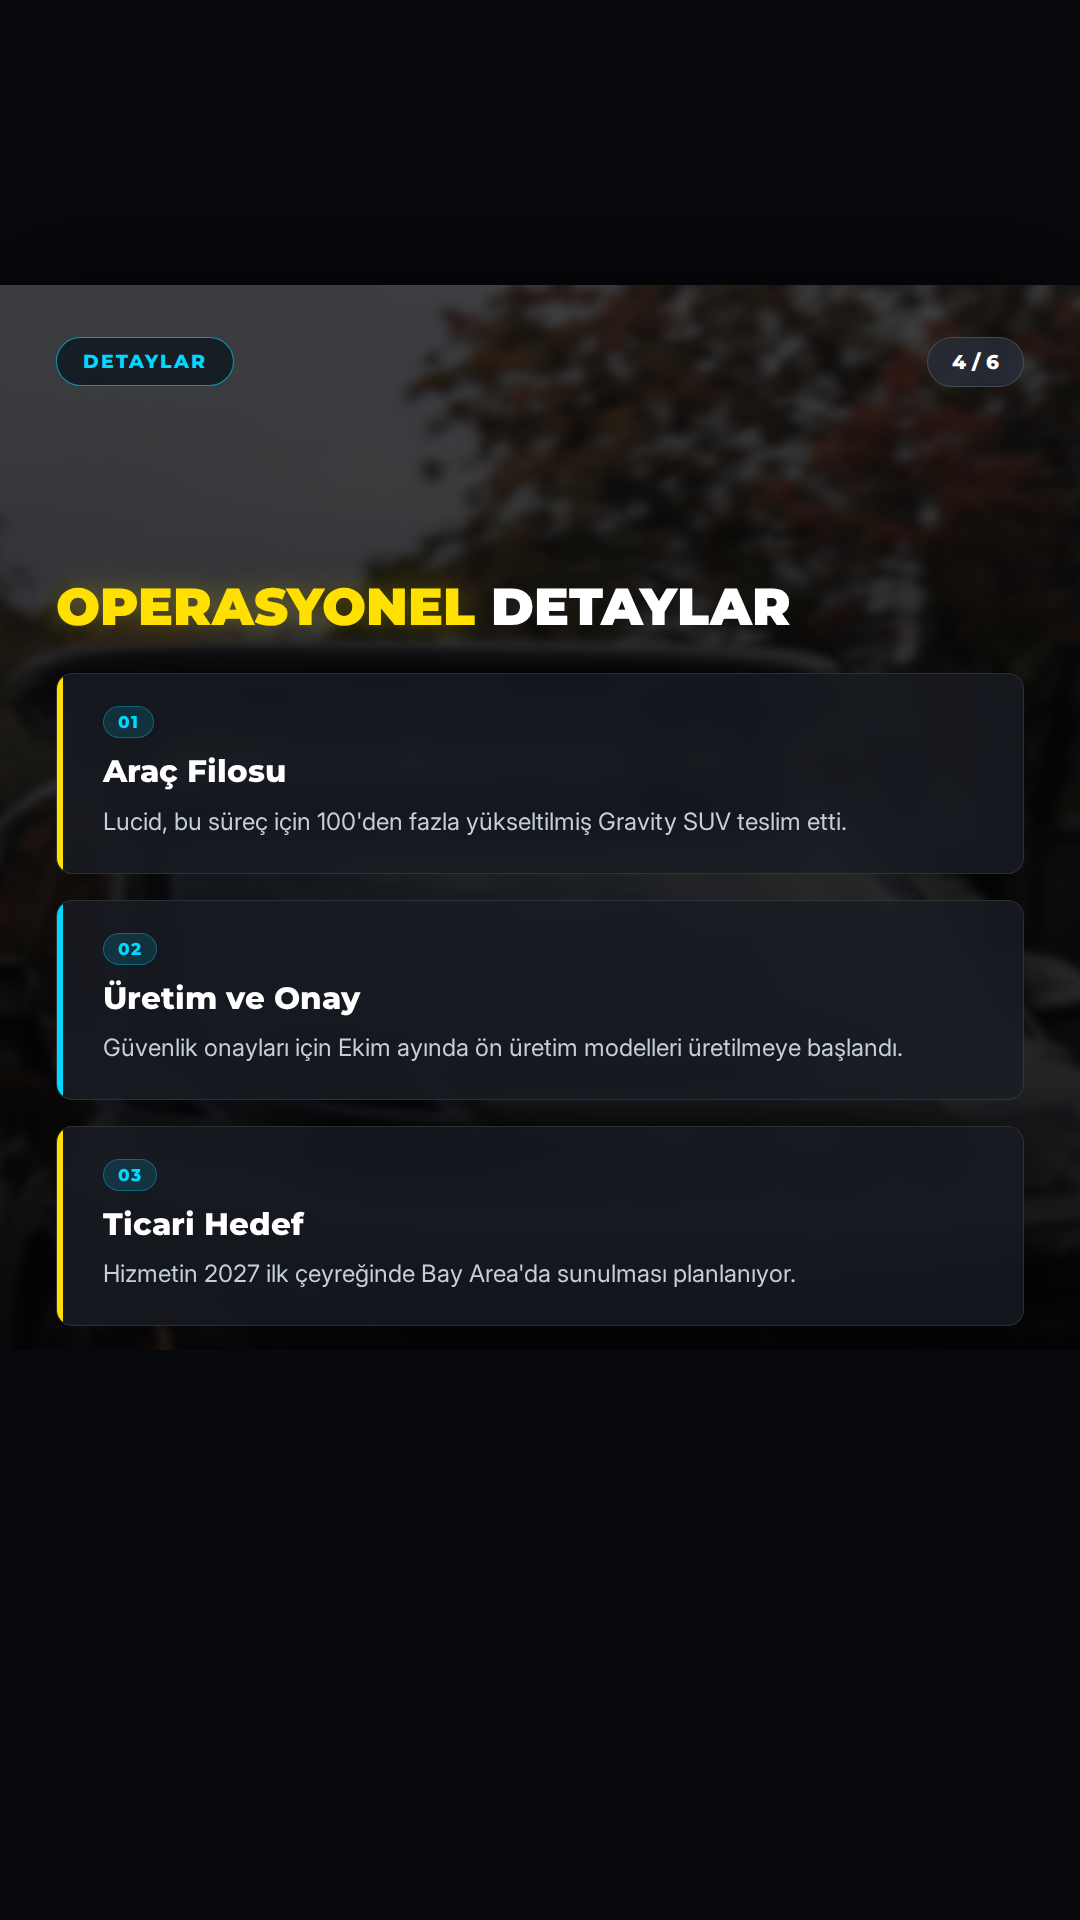 DETAYLAR
4 / 6
OPERASYONEL DETAYLAR
01
Araç Filosu
Lucid, bu süreç için 100'den fazla yükseltilmiş Gravity SUV teslim etti.
02
Üretim ve Onay
Güvenlik onayları için Ekim ayında ön üretim modelleri üretilmeye başlandı.
03
Ticari Hedef
Hizmetin 2027 ilk çeyreğinde Bay Area'da sunulması planlanıyor.